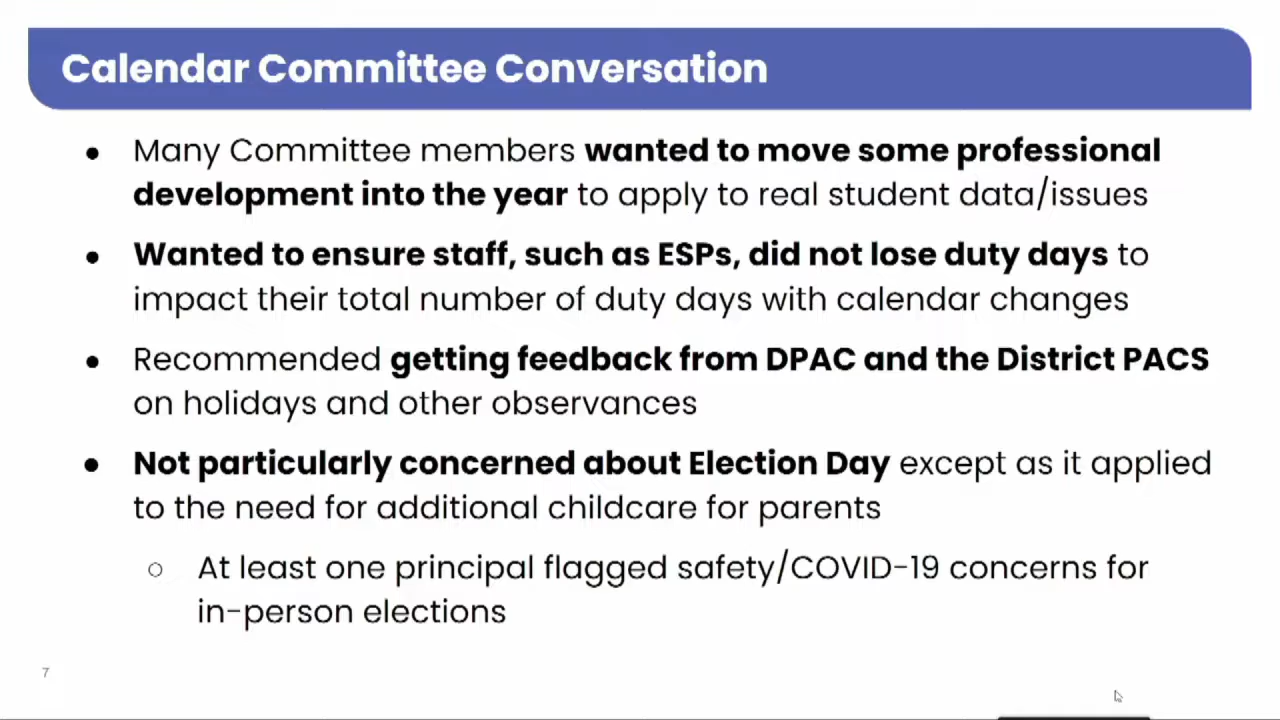 Calendar Committee Conversation
● Many Committee members wanted to move some professional
development into the year to apply to real student data/issues
● Wanted to ensure staff, such as ESPs, did not lose duty days to
impact their total number of duty days with calendar changes
● Recommended getting feedback from DPAC and the District PACS
on holidays and other observances
● Not particularly concerned about Election Day except as it applied
to the need for additional childcare for parents
○ At least one principal flagged safety/COVID-19 concerns for
in-person elections
7